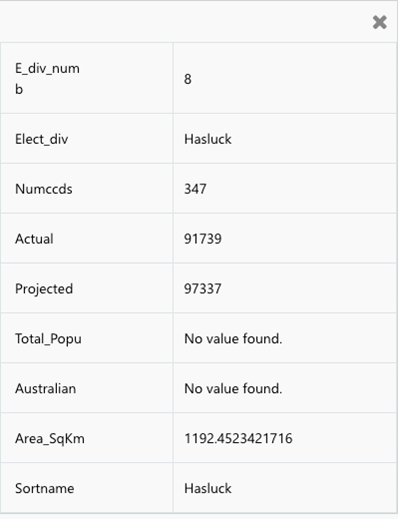 E_div_num
b
8
Elect_div
Hasluck
Numccds
347
Actual
91739
Projected
97337
Total_Popu
No value found.
Australian
No value found.
Area_SqKm
1192.4523421716
Sortname
Hasluck